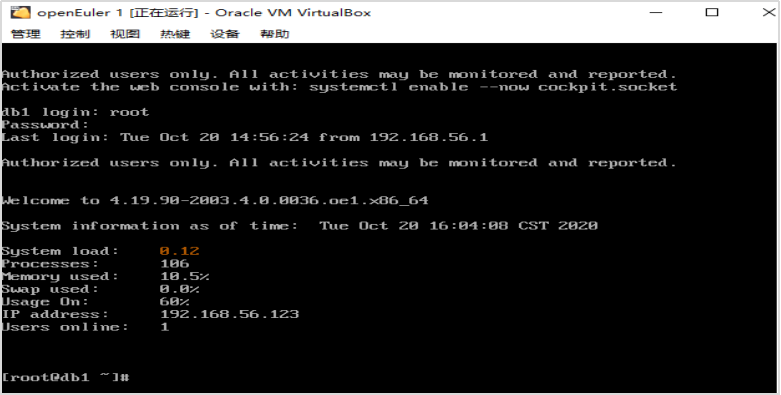 openEuler 1 [正在运行] - Oracle VM VirtualBox
管理 控制 视图 热键 设备 帮助
Authorized users only. All activities may be monitored and reported.
Activate the web console with: systemctl enable --now cockpit.socket
db1 login: root
Password:
Last login: Tue Oct 20 14:56:24 from 192.168.56.1
Authorized users only. All activities may be monitored and reported.
Welcome to 4.19.90-2003.4.0.0036.oe1.x86_64
System information as of time:  Tue Oct 20 16:04:08 CST 2020
System load:    0.12
Processes:      106
Memory used:    10.5%
Swap used:      0.0%
Usage On:       60%
IP address:     192.168.56.123
Users online:   1
[root@db1 ~]#